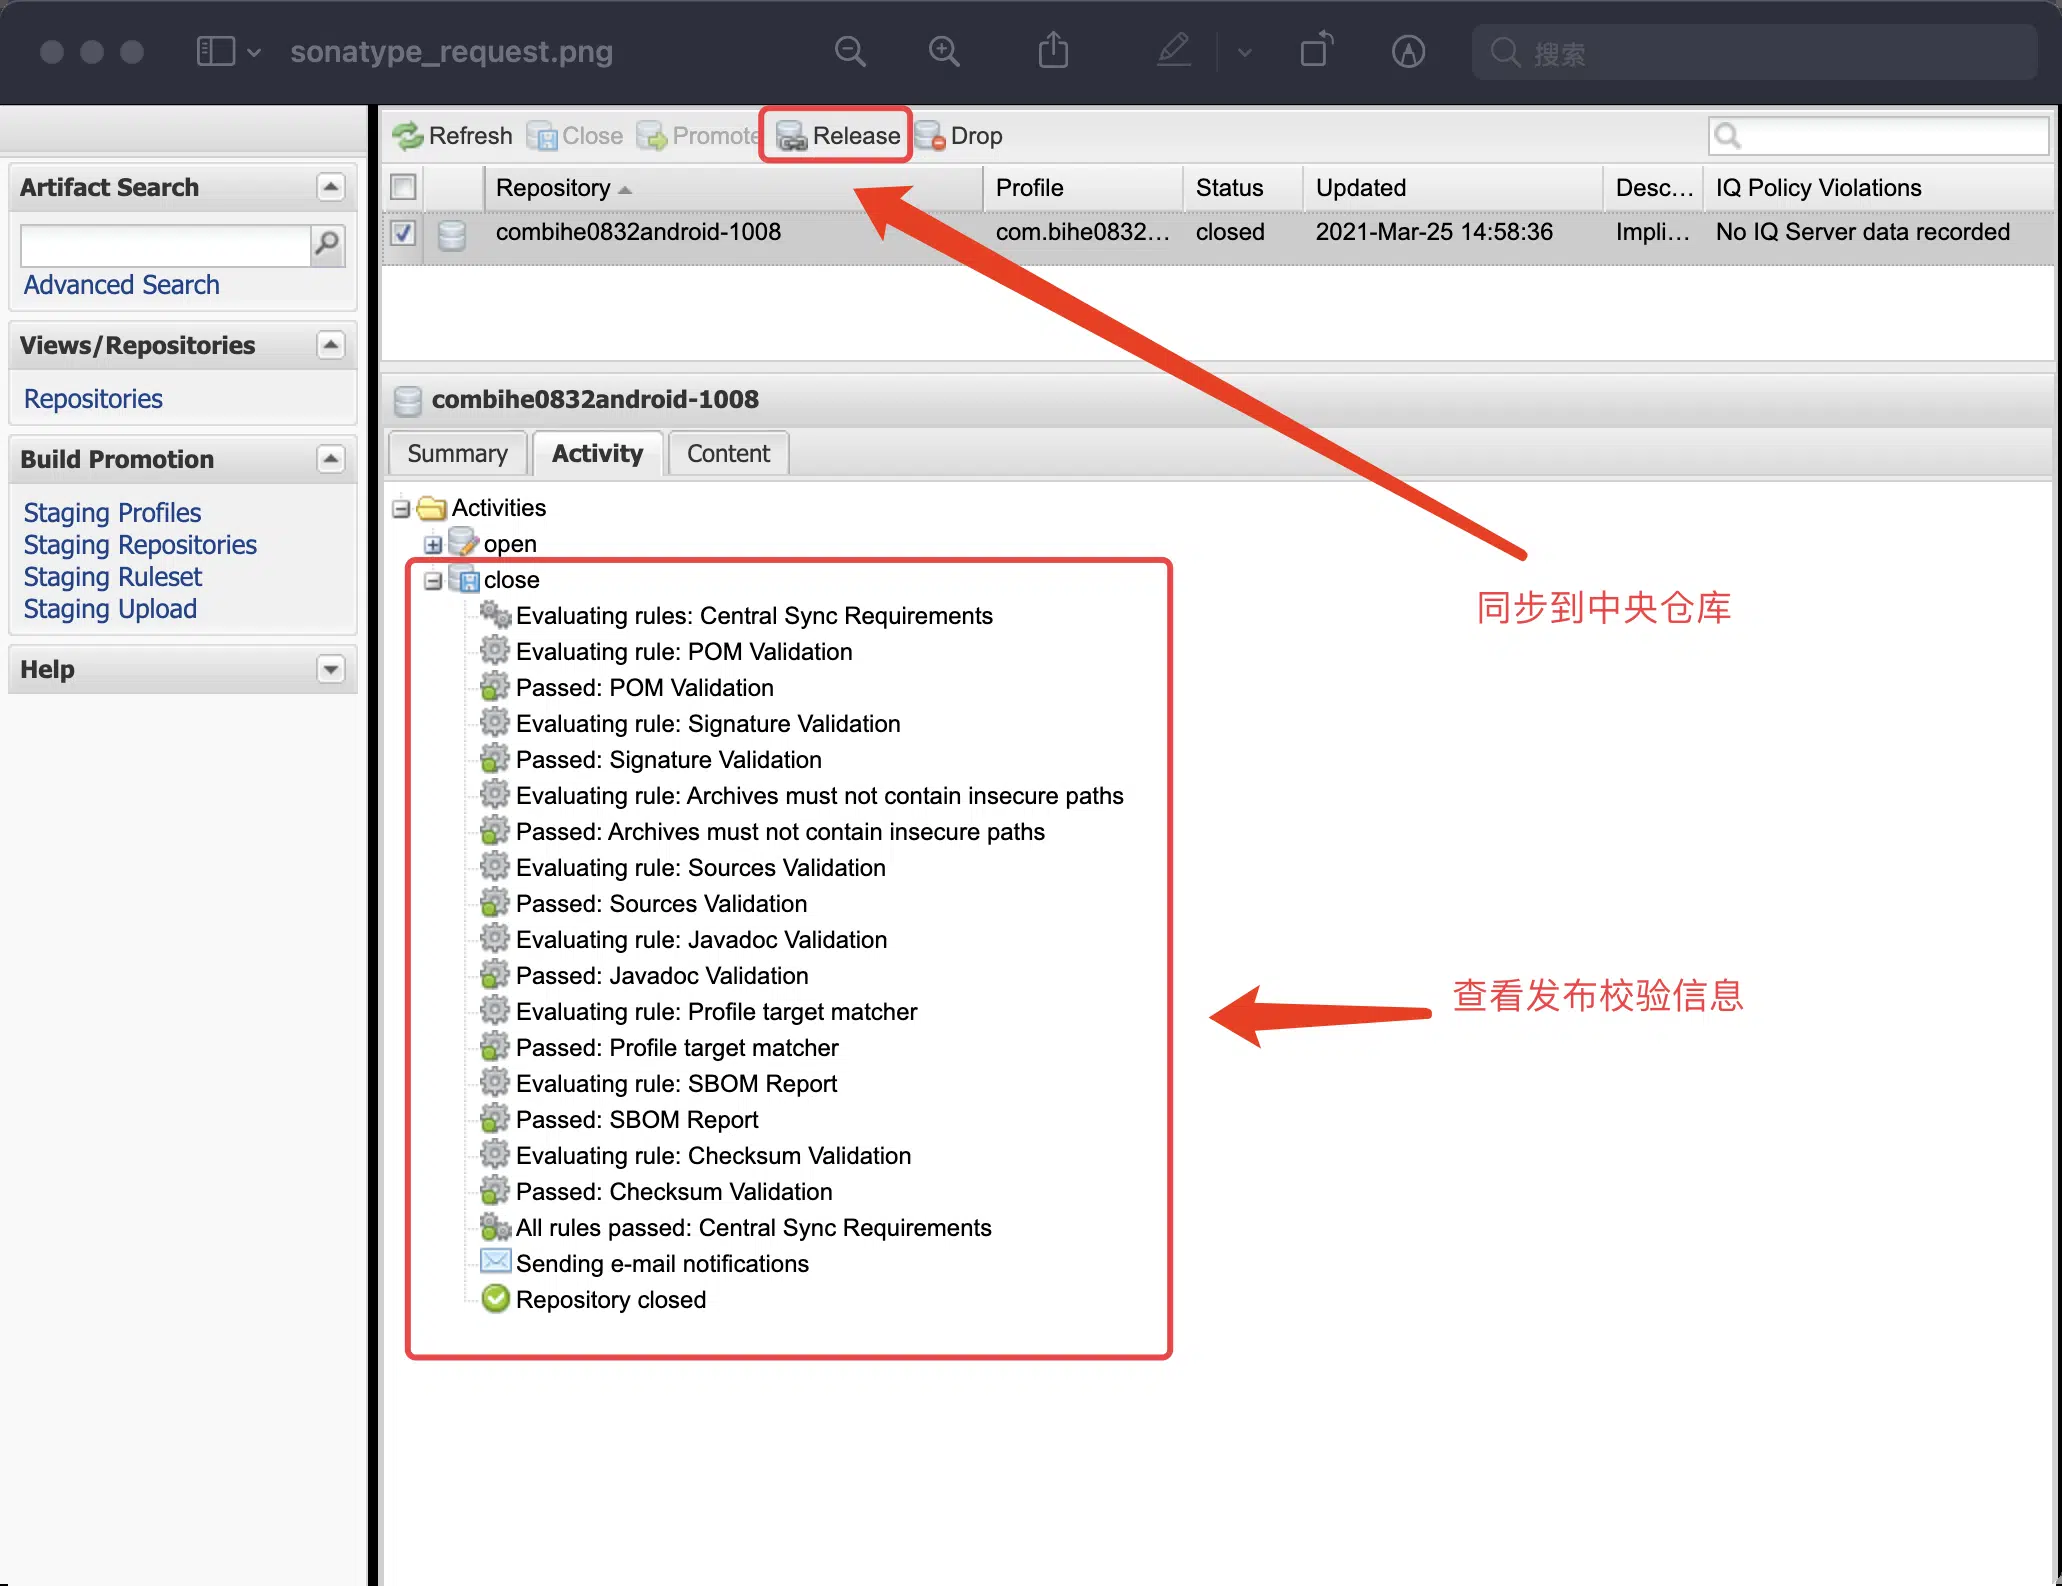 sonatype_request.png
搜索
Refresh Close Promote Release Drop
Artifact Search
Advanced Search
Views/Repositories
Repositories
Build Promotion
Staging Profiles
Staging Repositories
Staging Ruleset
Staging Upload
Help
Repository Profile Status Updated Desc... IQ Policy Violations
combihe0832android-1008 com.bihe0832... closed 2021-Mar-25 14:58:36 Impli... No IQ Server data recorded
combihe0832android-1008
Summary Activity Content
Activities
open
close
Evaluating rules: Central Sync Requirements
Evaluating rule: POM Validation
Passed: POM Validation
Evaluating rule: Signature Validation
Passed: Signature Validation
Evaluating rule: Archives must not contain insecure paths
Passed: Archives must not contain insecure paths
Evaluating rule: Sources Validation
Passed: Sources Validation
Evaluating rule: Javadoc Validation
Passed: Javadoc Validation
Evaluating rule: Profile target matcher
Passed: Profile target matcher
Evaluating rule: SBOM Report
Passed: SBOM Report
Evaluating rule: Checksum Validation
Passed: Checksum Validation
All rules passed: Central Sync Requirements
Sending e-mail notifications
Repository closed
同步到中央仓库
查看发布校验信息